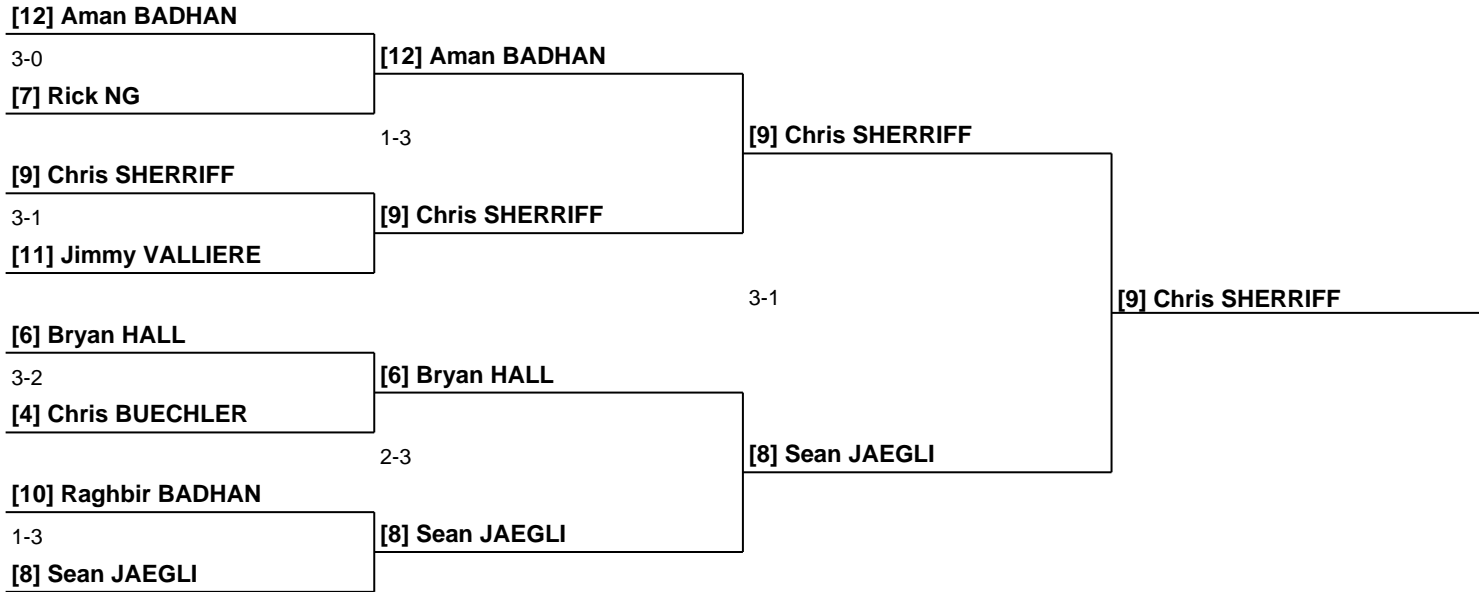 [12] Aman BADHAN
3-0
[7] Rick NG
[9] Chris SHERRIFF
3-1
[11] Jimmy VALLIERE
[6] Bryan HALL
3-2
[4] Chris BUECHLER
[10] Raghbir BADHAN
1-3
[8] Sean JAEGLI
[12] Aman BADHAN
1-3
[9] Chris SHERRIFF
[6] Bryan HALL
2-3
[8] Sean JAEGLI
[9] Chris SHERRIFF
3-1
[8] Sean JAEGLI
[9] Chris SHERRIFF